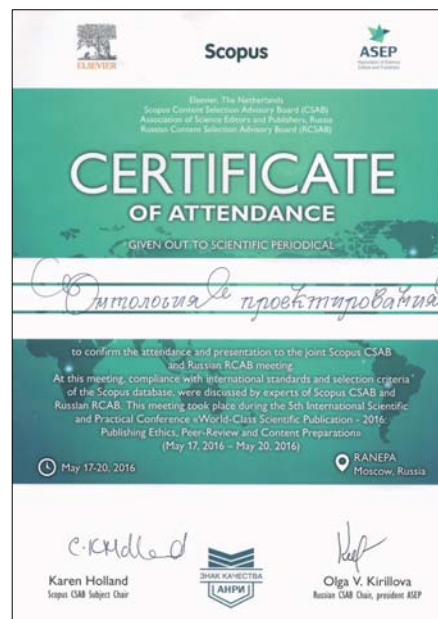 ELSEVIER
Scopus
ASEP
Elsevier, The Netherlands
Scopus Content Selection Advisory Board (CSAB)
Association of Science Editors and Publishers, Russia
Russian Content Selection Advisory Board (RCSAB)
CERTIFICATE
OF ATTENDANCE
GIVEN OUT TO SCIENTIFIC PERIODICAL
«Онтология проектирования»
to confirm the attendance and presentation to the joint Scopus CSAB
and Russian RCAB meeting.
At this meeting, compliance with international standards and selection criteria
of the Scopus database, were discussed by experts of Scopus CSAB and
Russian RCAB. This meeting took place during the 5th International Scientific
and Practical Conference «World-Class Scientific Publication - 2016:
Publishing Ethics, Peer-Review and Content Preparation»
(May 17, 2016 – May 20, 2016)
May 17-20, 2016
RANEPA
Moscow, Russia
Karen Holland
Scopus CSAB Subject Chair
ЗНАК КАЧЕСТВА
АНРИ
Olga V. Kirillova
Russian CSAB Chair, president ASEP